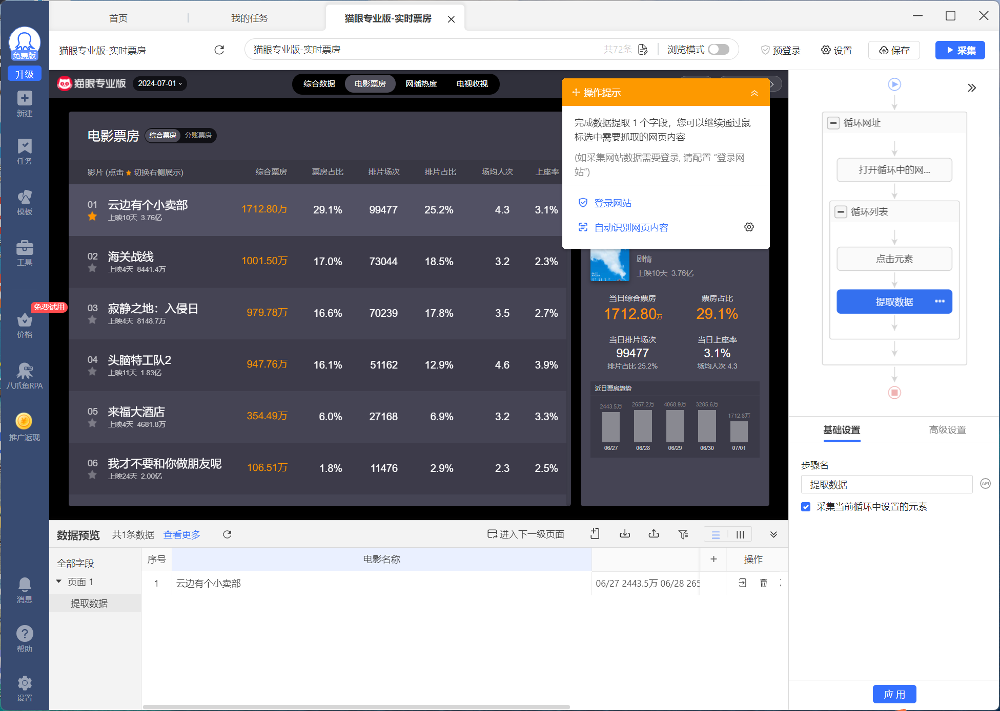 首页
我的任务
猫眼专业版-实时票房
免费版
升级
新建
任务
模板
工具
免费试用
价格
RPA
八爪鱼RPA
推广返现
消息
帮助
设置
猫眼专业版-实时票房
猫眼专业版-实时票房
共72条
浏览模式
预登录
设置
保存
采集
猫眼专业版
2024-07-01
综合数据
电影票房
网播热度
电视收视
电影票房
综合票房
分账票房
影片 (点击★切换右侧展示)
综合票房
票房占比
排片场次
排片占比
场均人次
上座率
01
云边有个小卖部
上映10天 3.76亿
1712.80万
29.1%
99477
25.2%
4.3
3.1%
02
海关战线
上映4天 8441.4万
1001.50万
17.0%
73044
18.5%
3.2
2.3%
03
寂静之地：入侵日
上映4天 8148.7万
979.78万
16.6%
70239
17.8%
3.5
2.7%
04
头脑特工队2
上映11天 1.83亿
947.76万
16.1%
51162
12.9%
4.6
3.9%
05
来福大酒店
上映4天 4681.8万
354.49万
6.0%
27168
6.9%
3.2
3.3%
06
我才不要和你做朋友呢
上映24天 2.00亿
106.51万
1.8%
11476
2.9%
2.3
2.5%
操作提示
完成数据提取 1 个字段，您可以继续通过鼠
标选中需要抓取的网页内容
(如采集网站数据需要登录, 请配置 “登录网
站”)
登录网站
自动识别网页内容
剧情
上映10天 3.76亿
当日综合票房
1712.80万
票房占比
29.1%
当日排片场次
99477
排片占比 25.2%
当日上座率
3.1%
场均人次 4.3
近日票房趋势
2443.5万
2657.2万
4068.9万
3285.6万
1712.8万
06/27
06/28
06/29
06/30
07/01
循环网址
打开循环中的网...
循环列表
点击元素
提取数据
基础设置
高级设置
步骤名
提取数据
API
采集当前循环中设置的元素
应 用
数据预览
共1条数据
查看更多
进入下一级页面
全部字段
页面 1
提取数据
序号
电影名称
操作
1
云边有个小卖部
06/27 2443.5万 06/28 265